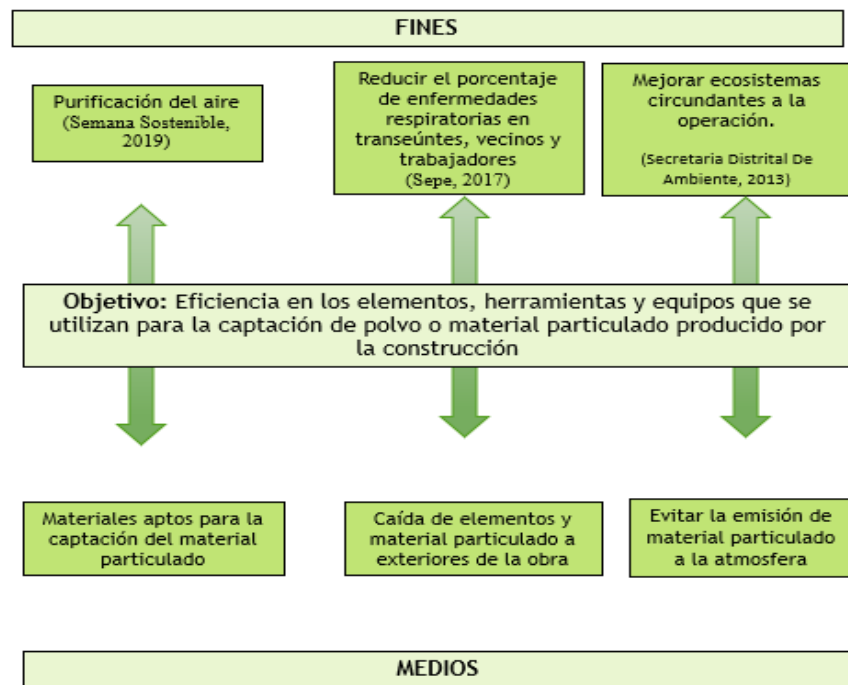 FINES
Purificación del aire
(Semana Sostenible,
2019)
Reducir el porcentaje
de enfermedades
respiratorias en
transeúntes, vecinos y
trabajadores
(Sepe, 2017)
Mejorar ecosistemas
circundantes a la
operación.
(Secretaria Distrital De
Ambiente, 2013)
Objetivo: Eficiencia en los elementos, herramientas y equipos que se
utilizan para la captación de polvo o material particulado producido por
la construcción
Materiales aptos para la
captación del material
particulado
Caída de elementos y
material particulado a
exteriores de la obra
Evitar la emisión de
material particulado
a la atmosfera
MEDIOS